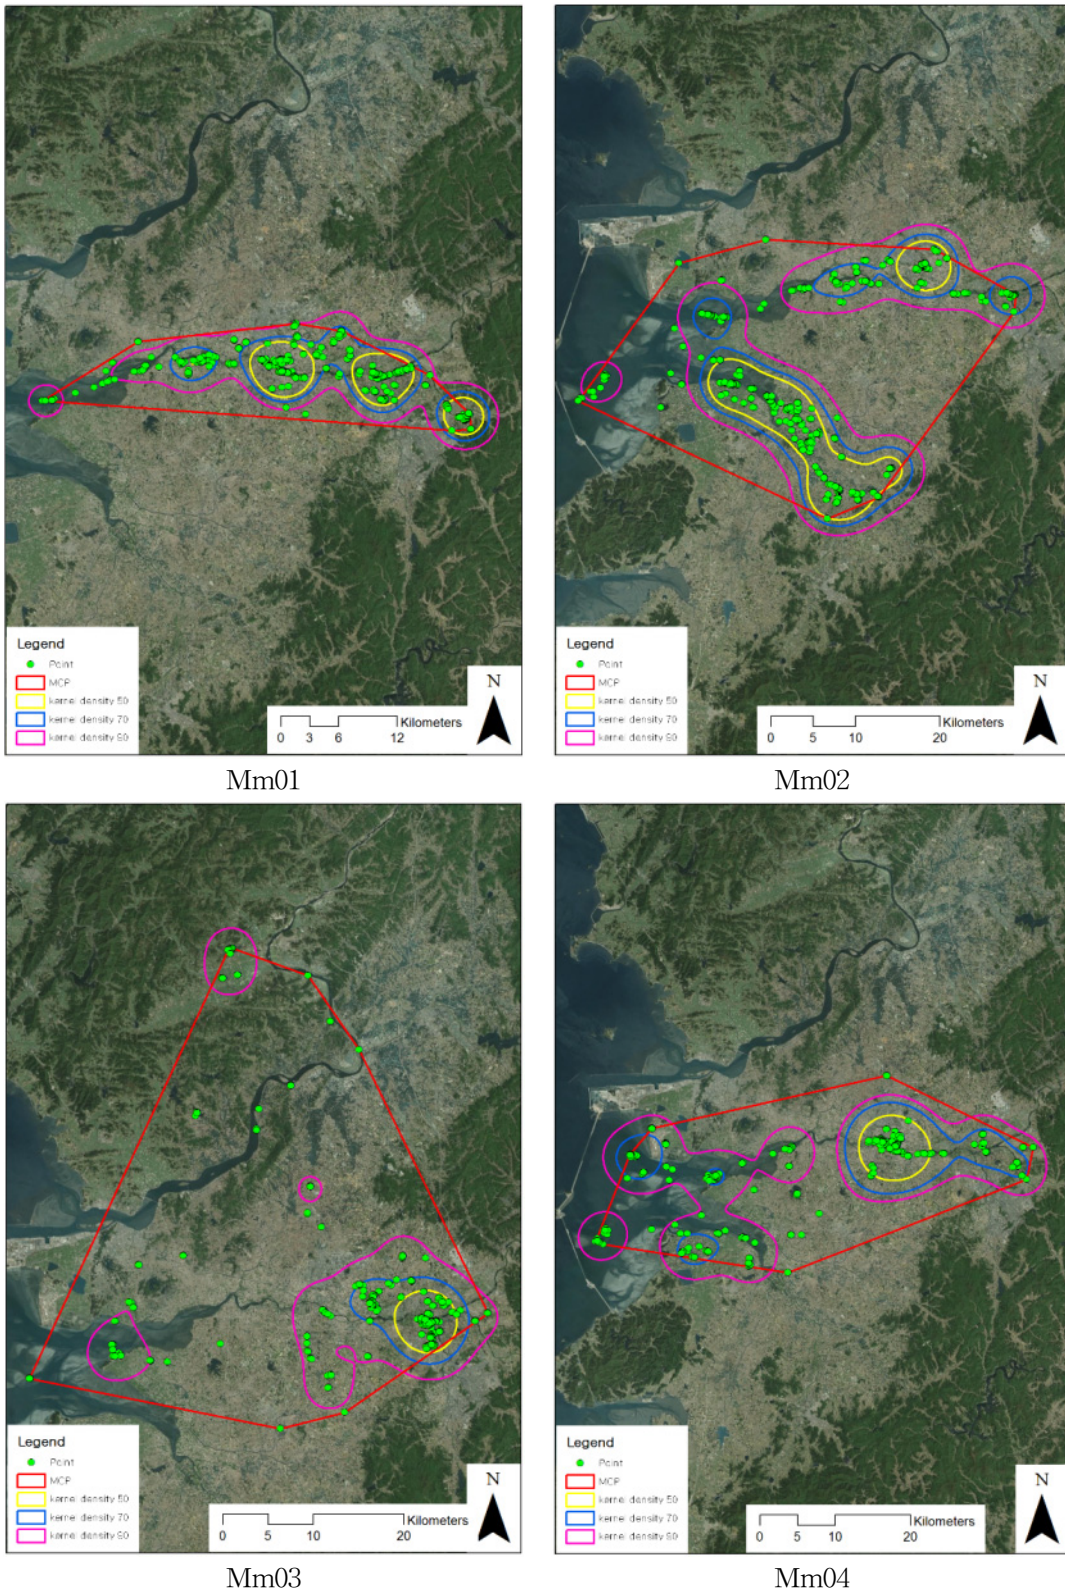 Legend
Point
MCP
kernel density 50
kernel density 70
kernel density 90
N
Kilometers
0 3 6 12
Mm01
Legend
Point
MCP
kernel density 50
kernel density 70
kernel density 90
N
Kilometers
0 5 10 20
Mm02
Legend
Point
MCP
kernel density 50
kernel density 70
kernel density 90
N
Kilometers
0 5 10 20
Mm03
Legend
Point
MCP
kernel density 50
kernel density 70
kernel density 90
N
Kilometers
0 5 10 20
Mm04